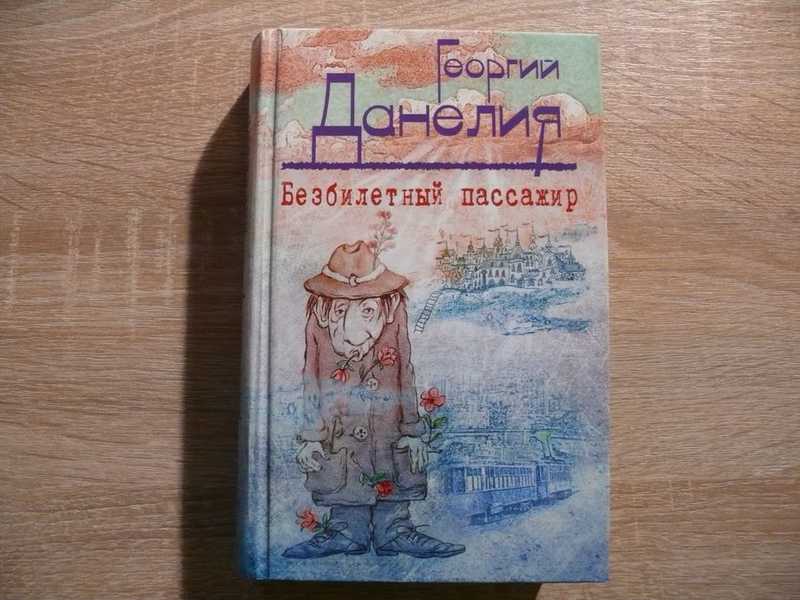 Георгий
Данелия
Безбилетный пассажир